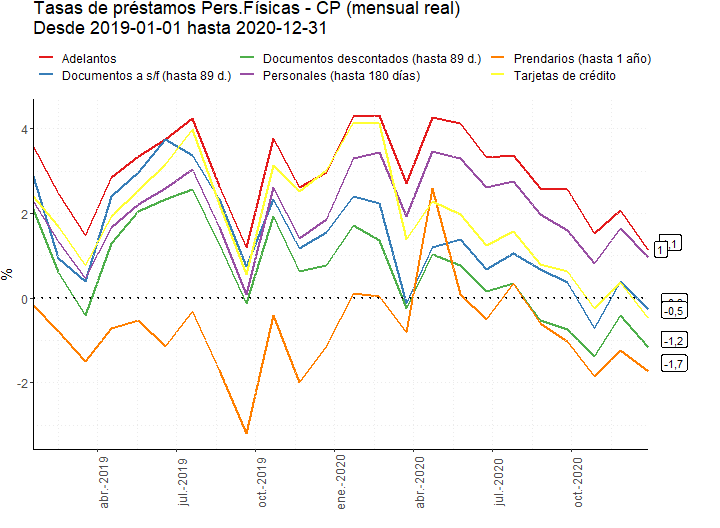 Tasas de préstamos Pers.Físicas - CP (mensual real)
Desde 2019-01-01 hasta 2020-12-31
Adelantos
Documentos descontados (hasta 89 d.)
Prendarios (hasta 1 año)
Documentos a s/f (hasta 89 d.)
Personales (hasta 180 días)
Tarjetas de crédito
%
4
2
0
-2
1
-0,5
-1,2
-1,7
abr.-2019
jul.-2019
oct.-2019
ene.-2020
abr.-2020
jul.-2020
oct.-2020